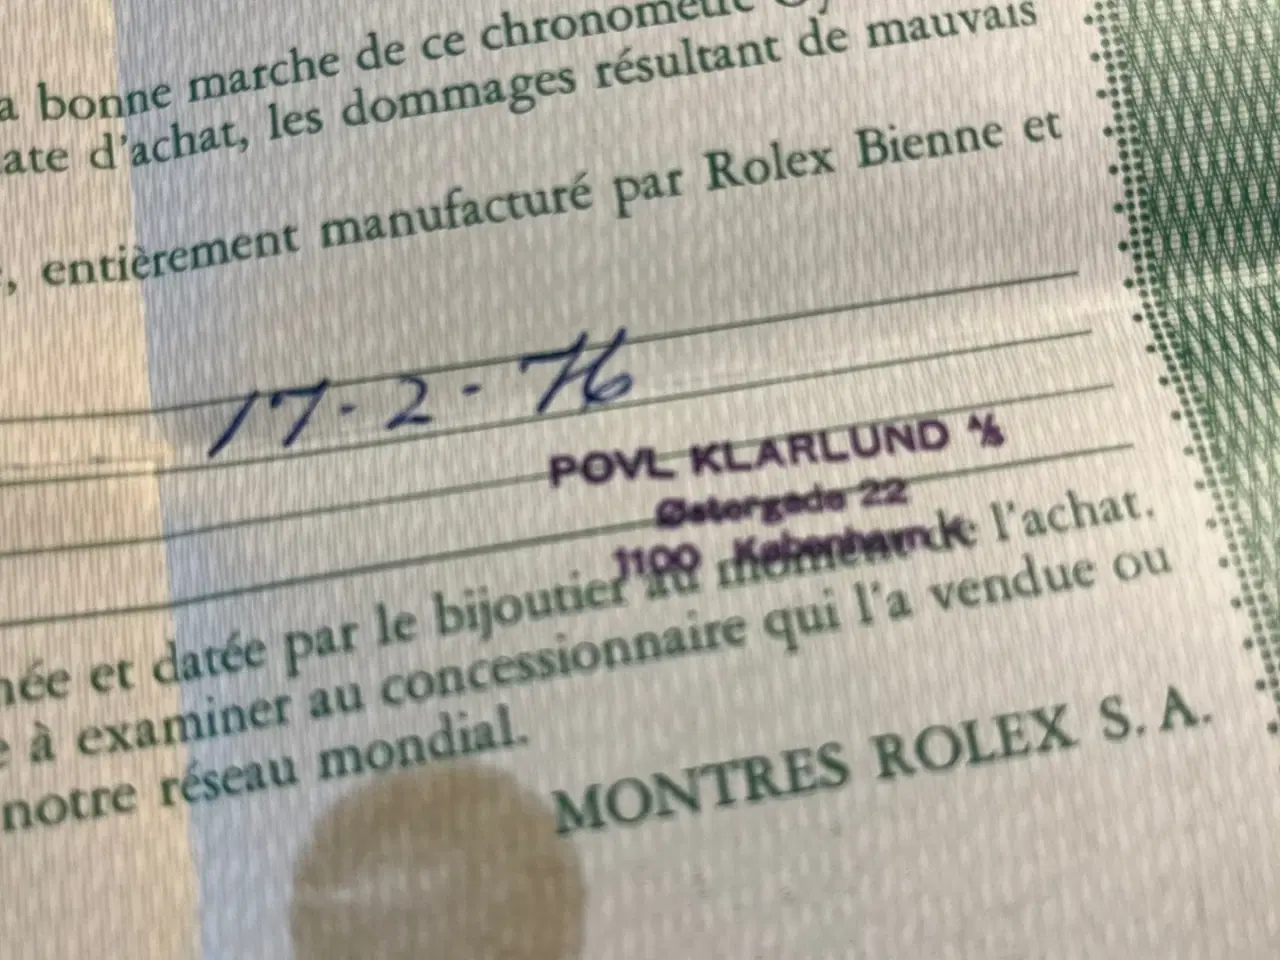 a bonne marche de ce chronomètre
ate d'achat, les dommages résultant de mauvais
, entièrement manufacturé par Rolex Bienne et
17-2-76
POVL KLARLUND A/S
Østergade 22
1100 København K
née et datée par le bijoutier au moment de l'achat.
e à examiner au concessionnaire qui l'a vendue ou
notre réseau mondial.
MONTRES ROLEX S.A.